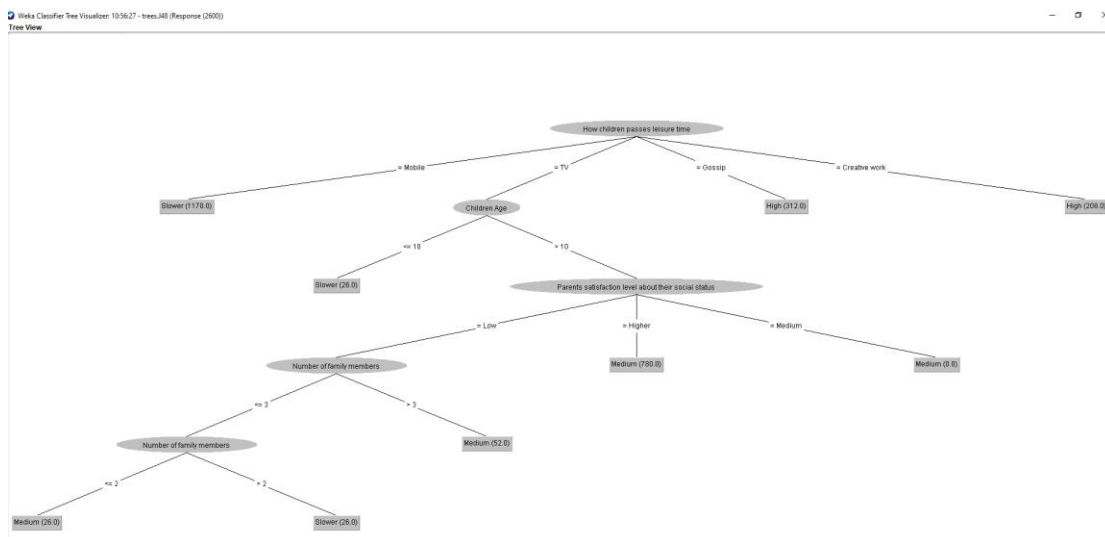 Weka Classifier Tree Visualizer: 10:56:27 - trees.J48 (Response (2600))
Tree View
How children passes leisure time
= Mobile
= TV
= Gossip
= Creative work
Slower (1170.0)
Children Age
High (312.0)
High (208.0)
<= 10
> 10
Slower (26.0)
Parents satisfaction level about their social status
= Low
= Higher
= Medium
Number of family members
Medium (780.0)
Medium (0.0)
<= 3
> 3
Number of family members
Medium (52.0)
<= 2
> 2
Medium (26.0)
Slower (26.0)